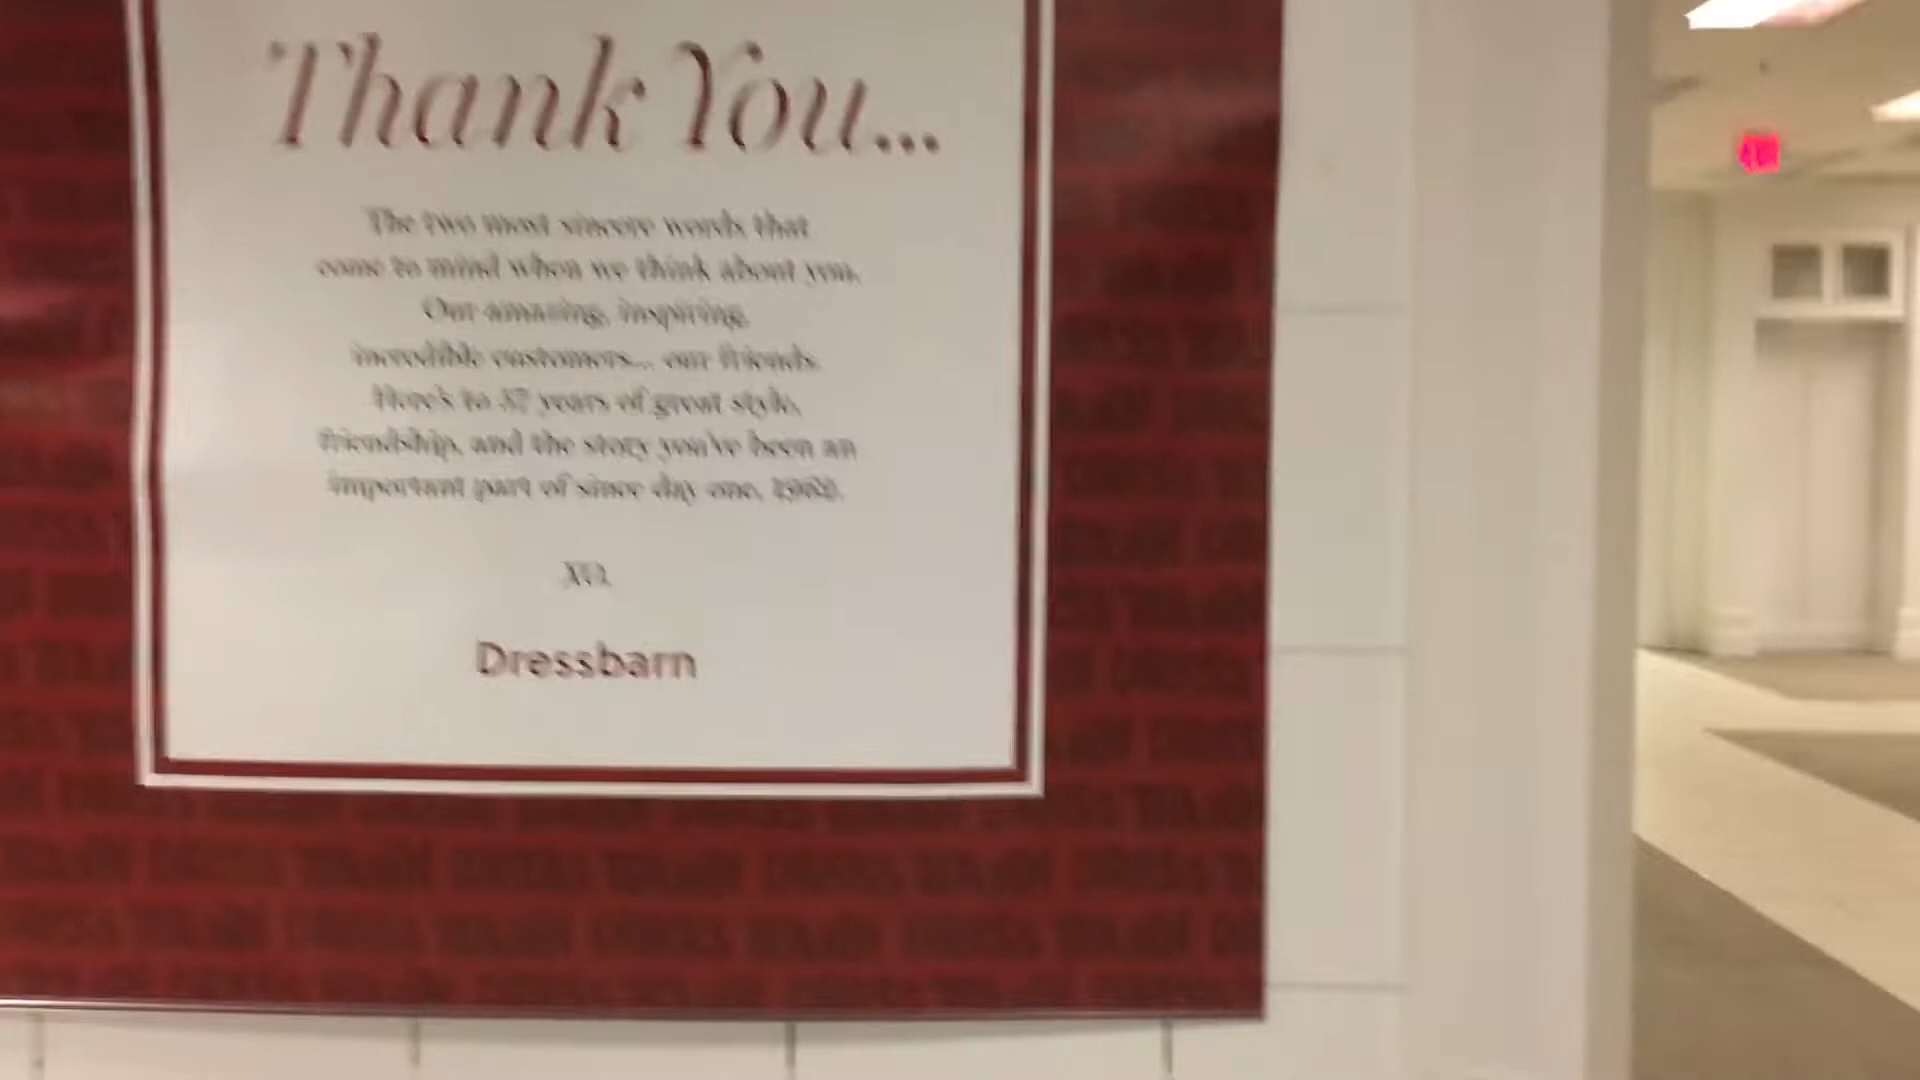 Thank You...
The two most sincere words that
come to mind when we think about you.
Our amazing, inspiring,
incredible customers... our friends.
Here's to 57 years of great style,
friendship, and the story you've been an
important part of since day one, 1962.
Dressbarn